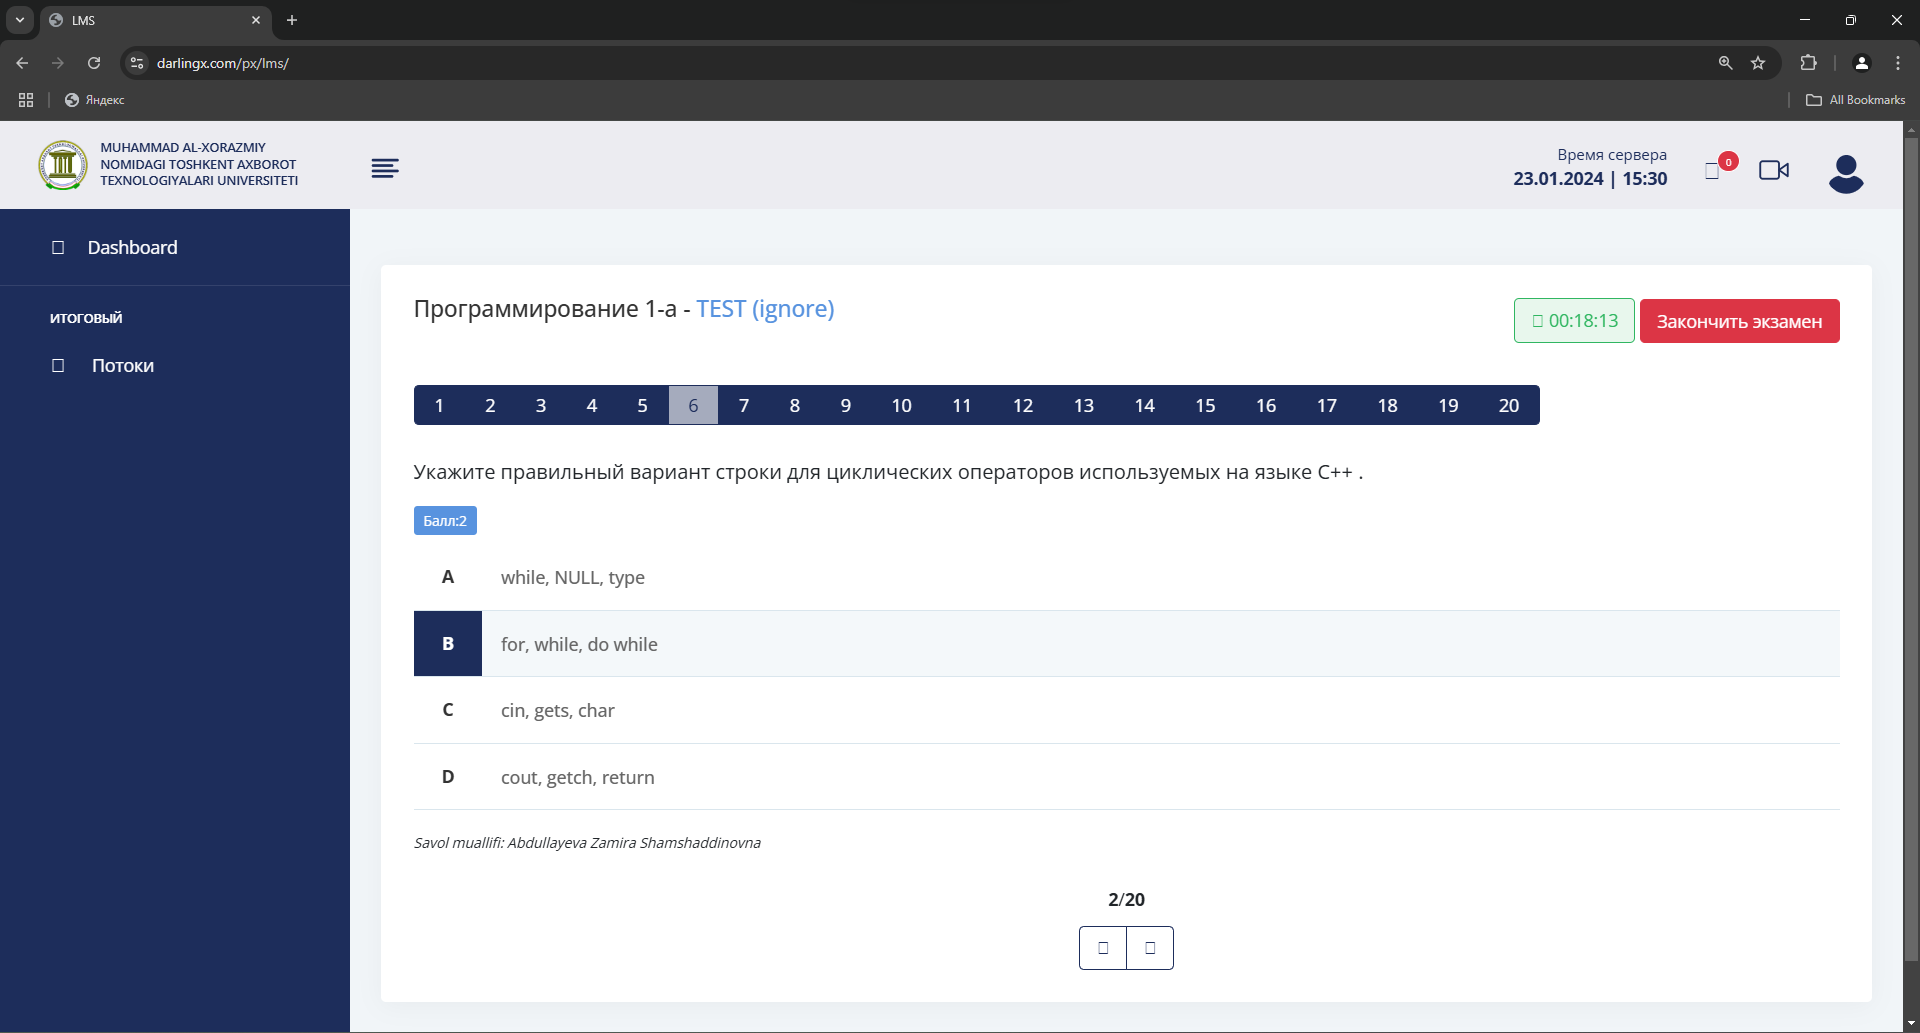 LMS
darlingx.com/px/lms/
Яндекс
All Bookmarks
MUHAMMAD AL-XORAZMIY
NOMIDAGI TOSHKENT AXBOROT
TEXNOLOGIYALARI UNIVERSITETI
Время сервера
23.01.2024 | 15:30
0
Dashboard
ИТОГОВЫЙ
Потоки
Программирование 1-а - TEST (ignore)
00:18:13
Закончить экзамен
1 2 3 4 5 6 7 8 9 10 11 12 13 14 15 16 17 18 19 20
Укажите правильный вариант строки для циклических операторов используемых на языке C++ .
Балл:2
A while, NULL, type
B for, while, do while
C cin, gets, char
D cout, getch, return
Savol muallifi: Abdullayeva Zamira Shamshaddinovna
2/20